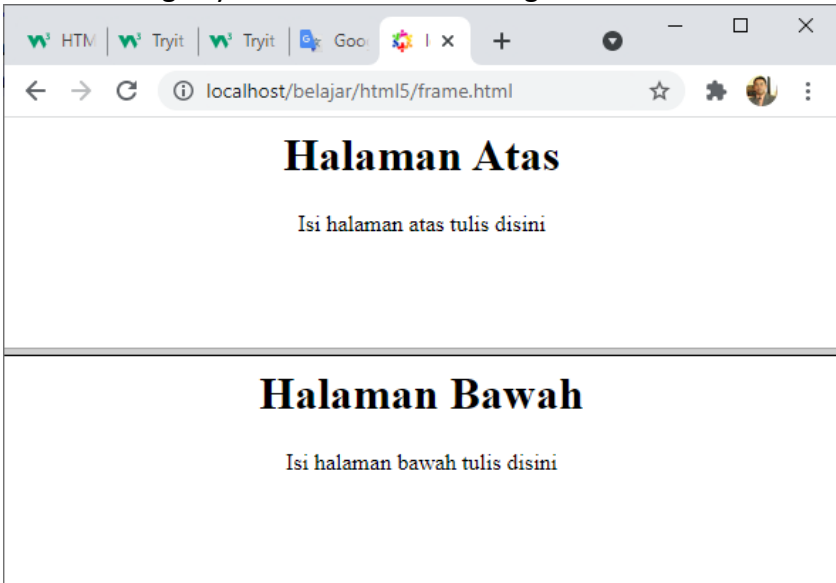 HTM Tryit Tryit Goo
localhost/belajar/html5/frame.html
Halaman Atas
Isi halaman atas tulis disini
Halaman Bawah
Isi halaman bawah tulis disini